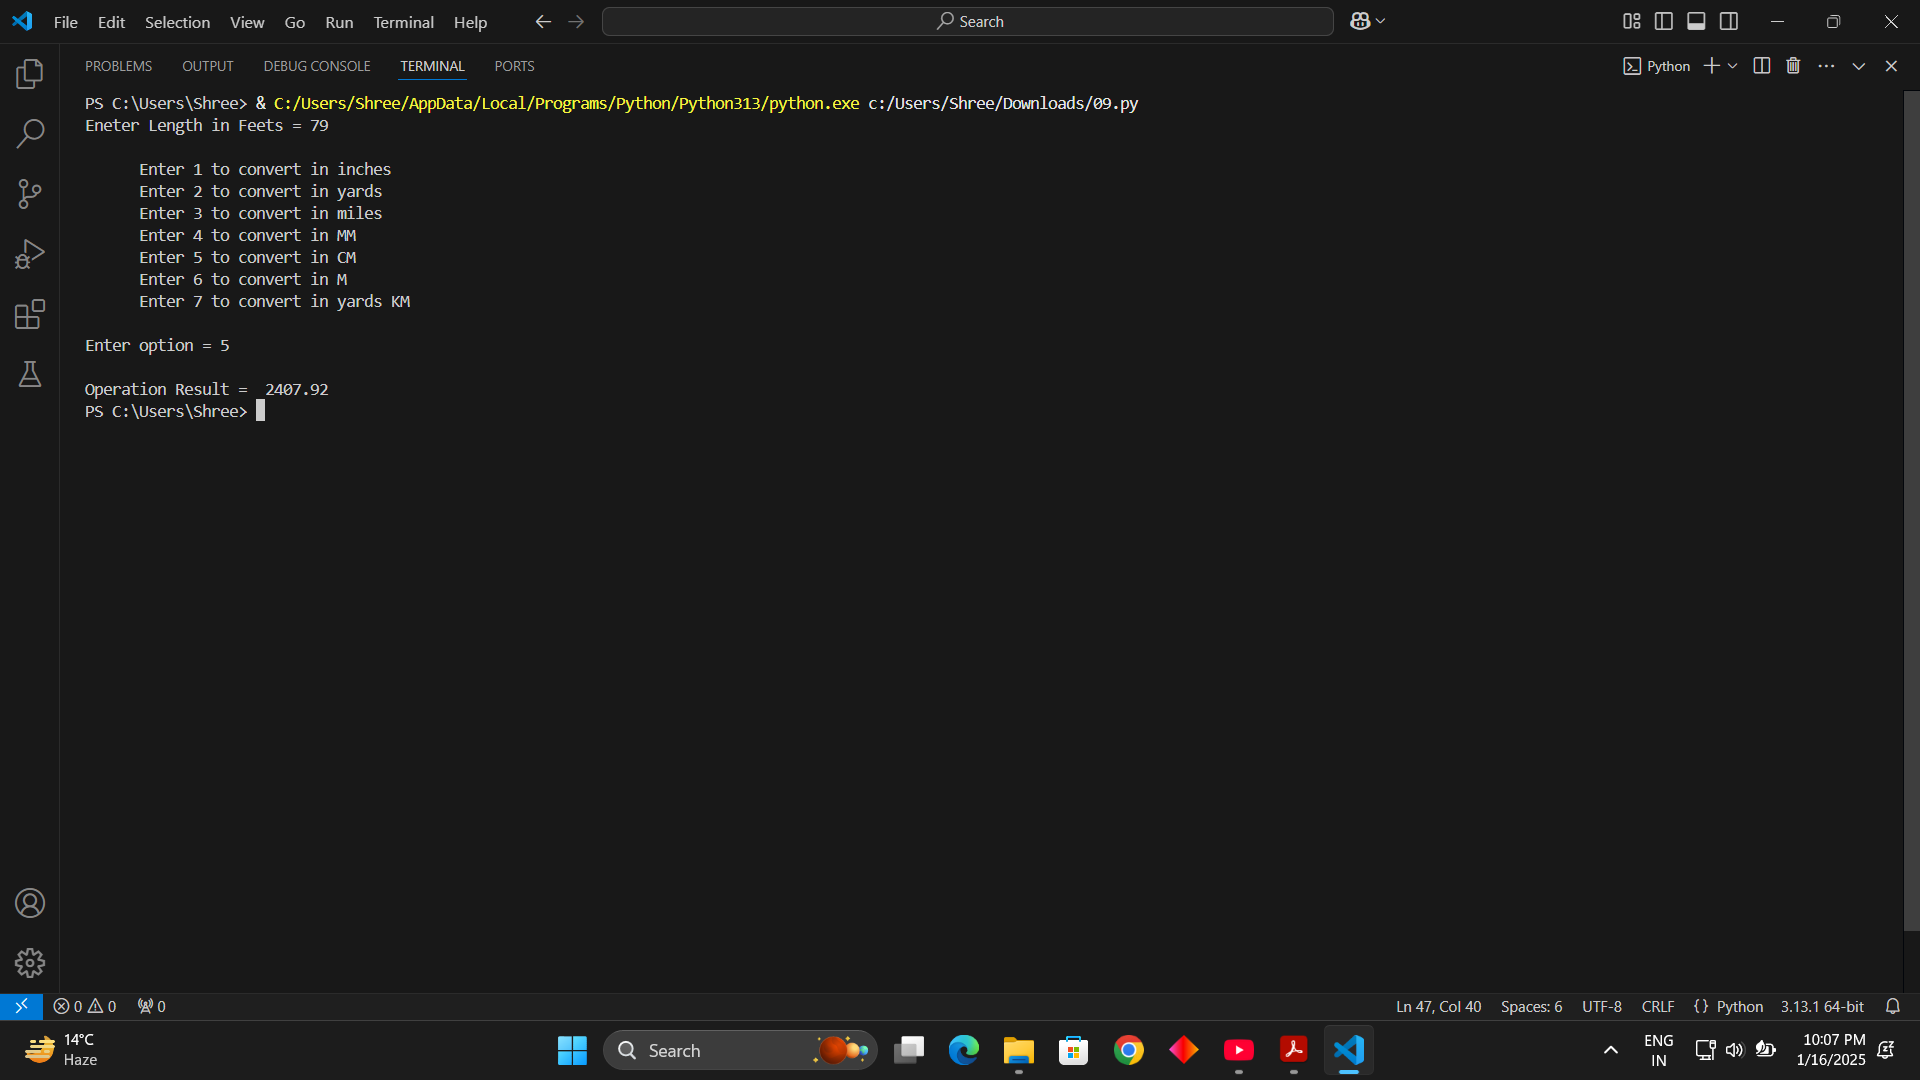 File Edit Selection View Go Run Terminal Help Search
PROBLEMS OUTPUT DEBUG CONSOLE TERMINAL PORTS Python
PS C:\Users\Shree> & C:/Users/Shree/AppData/Local/Programs/Python/Python313/python.exe c:/Users/Shree/Downloads/09.py
Eneter Length in Feets = 79
Enter 1 to convert in inches
Enter 2 to convert in yards
Enter 3 to convert in miles
Enter 4 to convert in MM
Enter 5 to convert in CM
Enter 6 to convert in M
Enter 7 to convert in yards KM
Enter option = 5
Operation Result =  2407.92
PS C:\Users\Shree>
0 0 0 Ln 47, Col 40 Spaces: 6 UTF-8 CRLF {} Python 3.13.1 64-bit
14°C
Haze
Search
ENG
IN
10:07 PM
1/16/2025